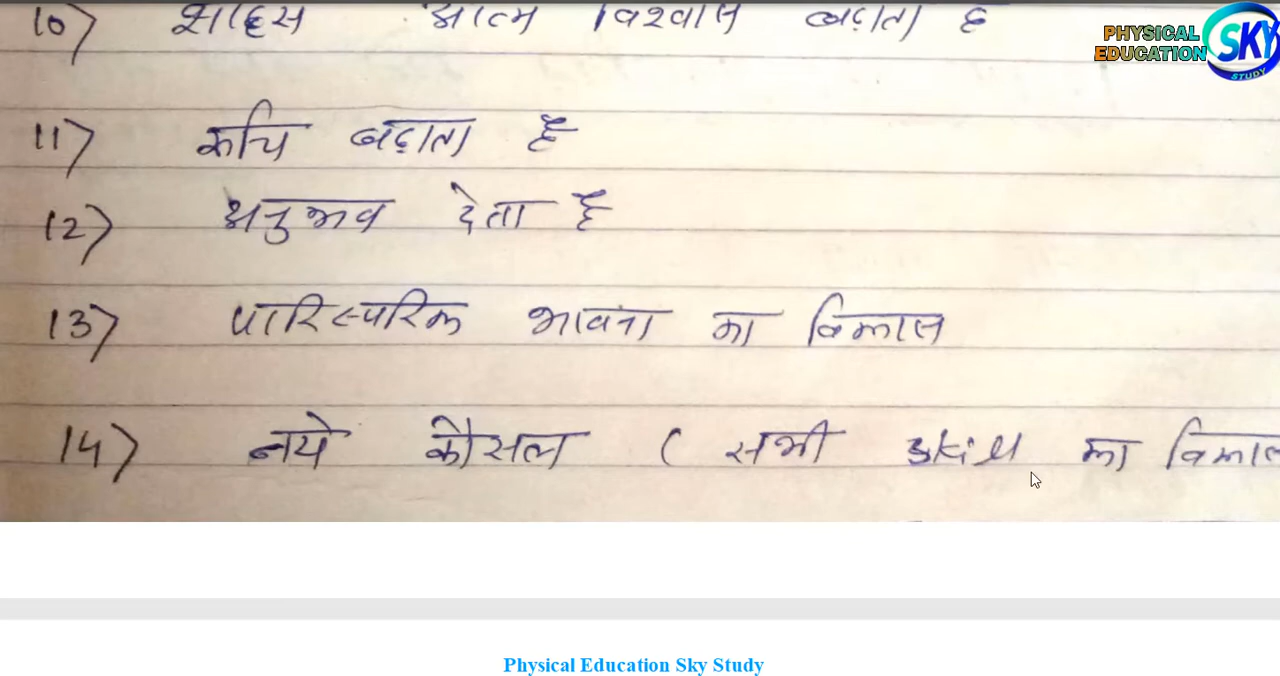 10) साहस आत्म विश्वास बढ़ाता है
PHYSICAL EDUCATION SKY STUDY
11) रूचि बढ़ाता है
12) अनुभव देता है
13) पारिस्परिक भावना का विकास
14) नये कौसल ( सभी skill का विकास
Physical Education Sky Study